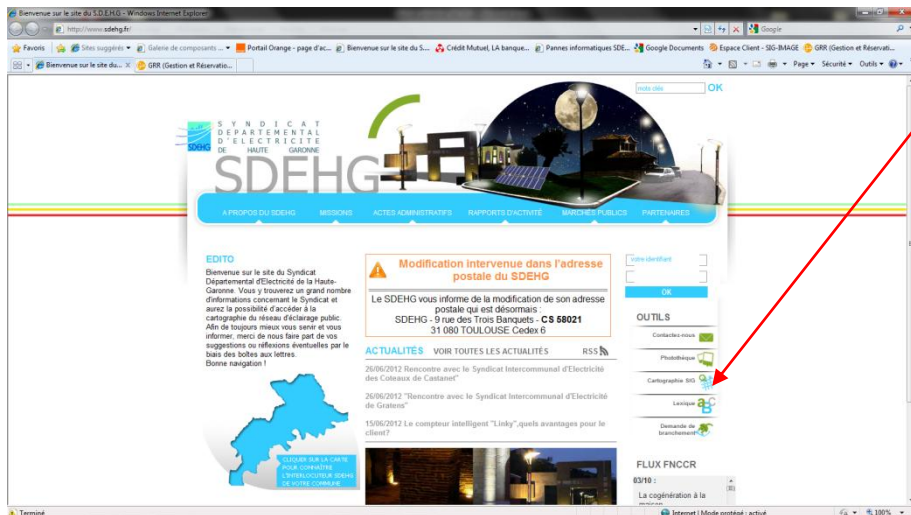 Bienvenue sur le site du S.D.E.H.G - Windows Internet Explorer
http://www.sdehg.fr/
Google
Favoris
Sites suggérés
Galerie de composants ...
Portail Orange - page d'ac...
Bienvenue sur le site du S....
Crédit Mutuel, LA banque...
Pannes informatiques SDE...
Google Documents
Espace Client - SIG-IMAGE
GRR (Gestion et Réservati...
Bienvenue sur le site du... X
GRR (Gestion et Réservatio...
Page
Sécurité
Outils
mots clés OK
SYNDICAT
DEPARTEMENTAL
D'ELECTRICITE
DE HAUTE GARONNE
SDEHG
SDEHG
A PROPOS DU SDEHG MISSIONS ACTES ADMINISTRATIFS RAPPORTS D'ACTIVITÉ MARCHÉS PUBLICS PARTENAIRES
EDITO
Bienvenue sur le site du Syndicat
Départemental d'Electricité de la Haute-
Garonne. Vous y trouverez un grand nombre
d'informations concernant le Syndicat et
aurez la possibilité d'accéder à la
cartographie du réseau d'éclairage public.
Afin de toujours mieux vous servir et vous
informer, merci de nous faire part de vos
suggestions ou réflexions éventuelles par le
biais des boîtes aux lettres.
Bonne navigation !
CLIQUER SUR LA CARTE
POUR CONNAÎTRE
L'INTERLOCUTEUR SDEHG
DE VOTRE COMMUNE
Modification intervenue dans l'adresse
postale du SDEHG
Le SDEHG vous informe de la modification de son adresse
postale qui est désormais :
SDEHG - 9 rue des Trois Banquets - CS 58021
31 080 TOULOUSE Cedex 6
ACTUALITÉS VOIR TOUTES LES ACTUALITÉS RSS
26/06/2012 Rencontre avec le Syndicat Intercommunal d'Electricité
des Coteaux de Castanet"
26/06/2012 "Rencontre avec le Syndicat Intercommunal d'Electricité
de Gratens"
15/06/2012 Le compteur intelligent "Linky",quels avantages pour le
client?
votre identifiant
OK
OUTILS
Contactez-nous
Photothèque
Cartographie SIG
Lexique
Demande de
branchement
FLUX FNCCR
03/10 :
La cogénération à la
maison
Terminé
Internet | Mode protégé : activé
100%